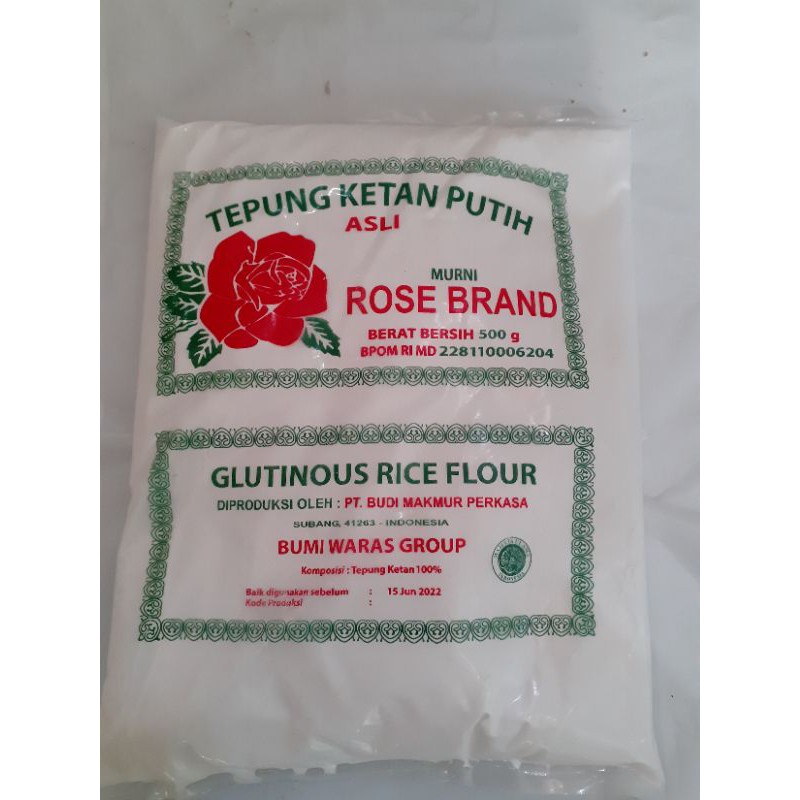 TEPUNG KETAN PUTIH
ASLI
MURNI
ROSE BRAND
BERAT BERSIH 500 g
BPOM RI MD 228110006204
GLUTINOUS RICE FLOUR
DIPRODUKSI OLEH : PT. BUDI MAKMUR PERKASA
SUBANG, 41263 - INDONESIA
BUMI WARAS GROUP
Komposisi : Tepung Ketan 100%
Baik digunakan sebelum : 15 Jun 2022
Kode Produksi :